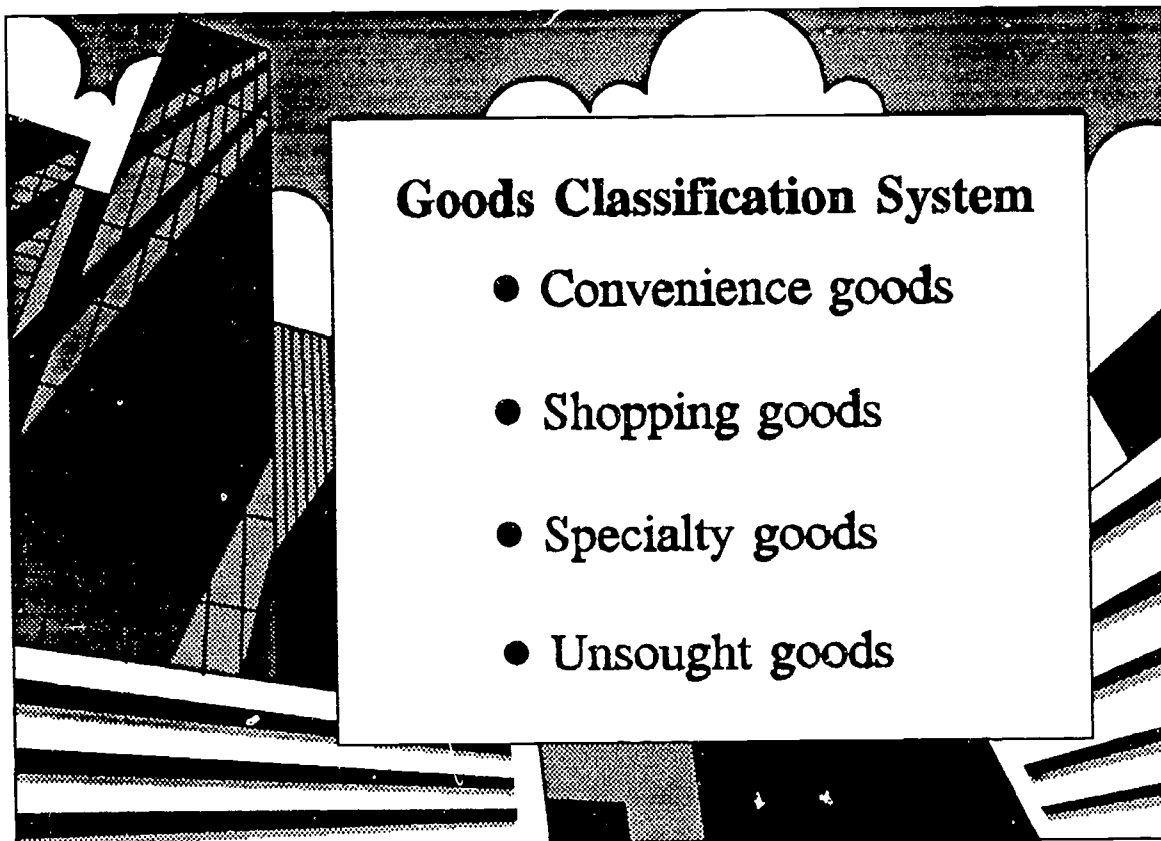 Goods Classification System
● Convenience goods
● Shopping goods
● Specialty goods
● Unsought goods